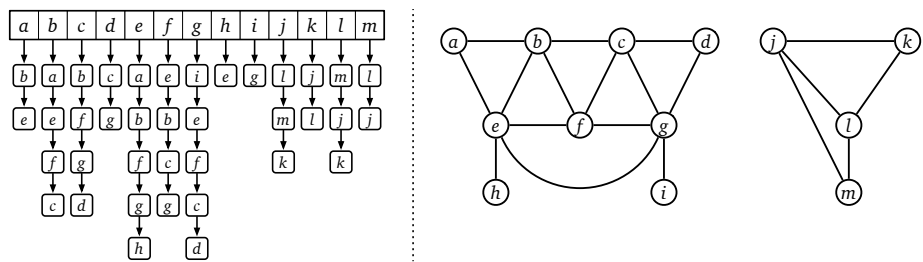 a b c d e f g h i j k l m
b a b c a e i e g l j m l
e e f g b b e m l j j
f g f c f k k
c d g g c
h d
a b c d
e f g
h i
j k
l
m